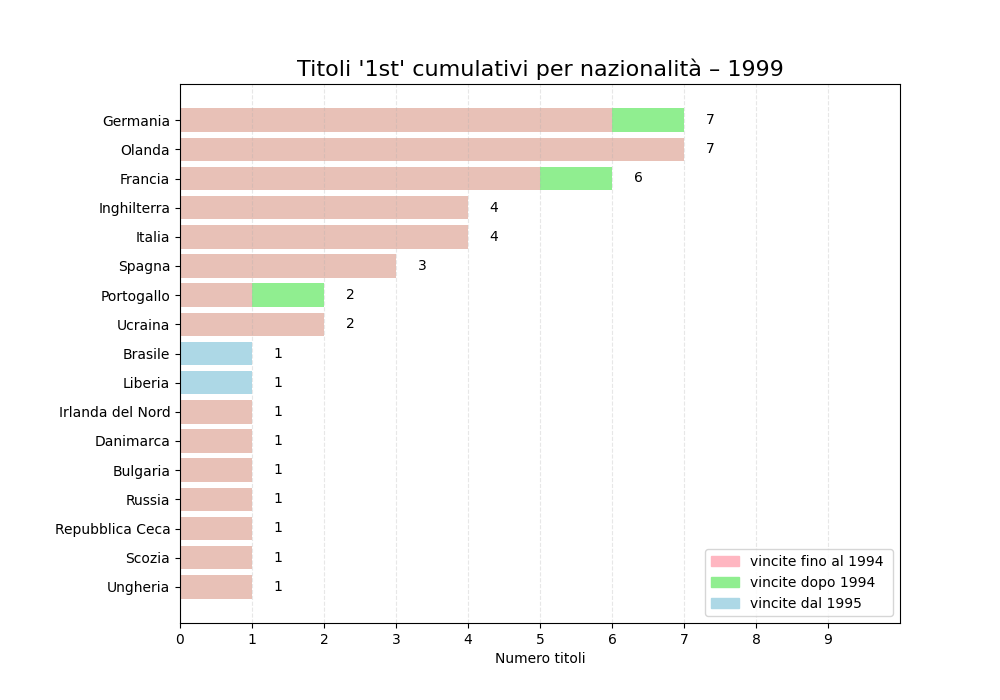 Titoli '1st' cumulativi per nazionalità – 1999
Germania 7
Olanda 7
Francia 6
Inghilterra 4
Italia 4
Spagna 3
Portogallo 2
Ucraina 2
Brasile 1
Liberia 1
Irlanda del Nord 1
Danimarca 1
Bulgaria 1
Russia 1
Repubblica Ceca 1
Scozia 1
Ungheria 1
vincite fino al 1994
vincite dopo 1994
vincite dal 1995
0 1 2 3 4 5 6 7 8 9
Numero titoli